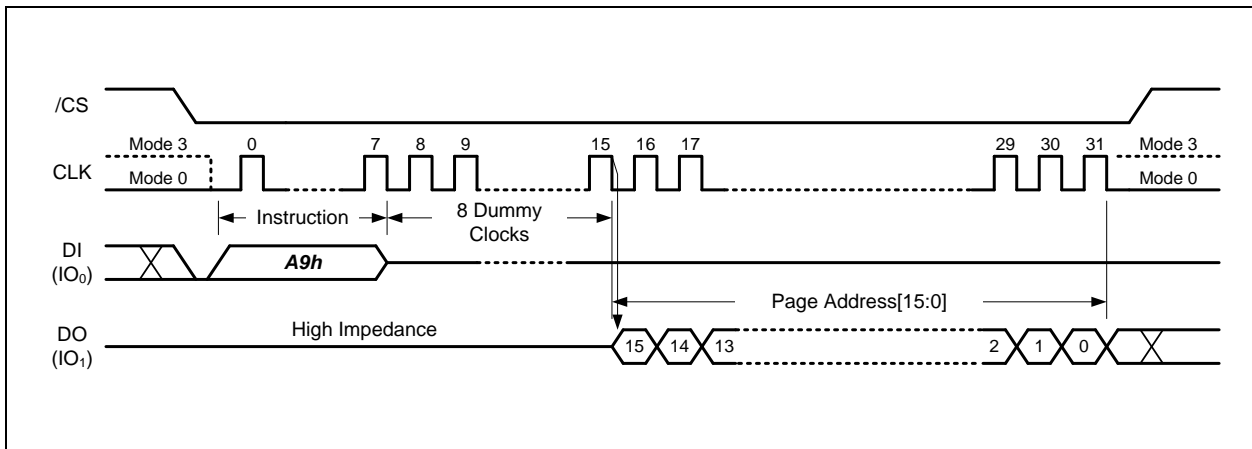 /CS
Mode 3 0 7 8 9 15 16 17 29 30 31 Mode 3
CLK
Mode 0 Mode 0
Instruction 8 Dummy
Clocks
DI
(IO₀)
A9h
Page Address[15:0]
High Impedance
DO
(IO₁)
15 14 13 2 1 0